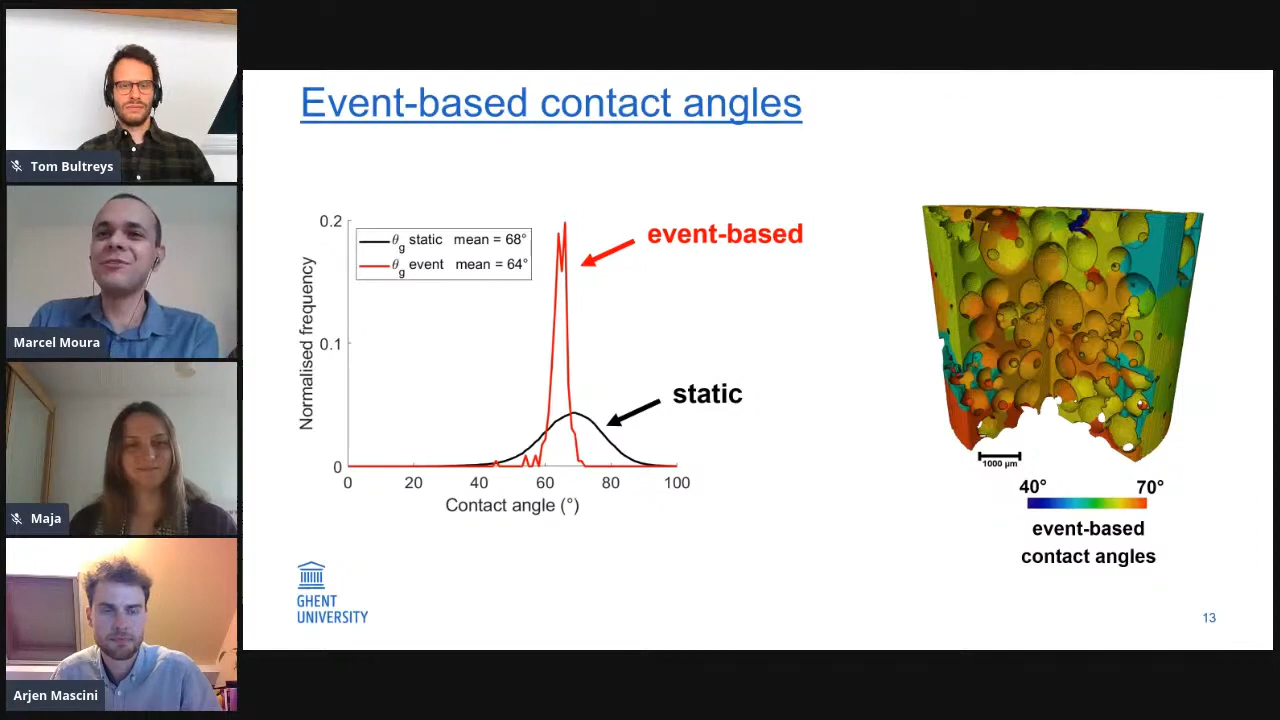 Tom Bultreys
Marcel Moura
Maja
Arjen Mascini
Event-based contact angles
Normalised frequency
0.2
0.1
0
θg static mean = 68°
θg event mean = 64°
event-based
static
0 20 40 60 80 100
Contact angle (°)
1000 μm
40° 70°
event-based
contact angles
GHENT
UNIVERSITY
13